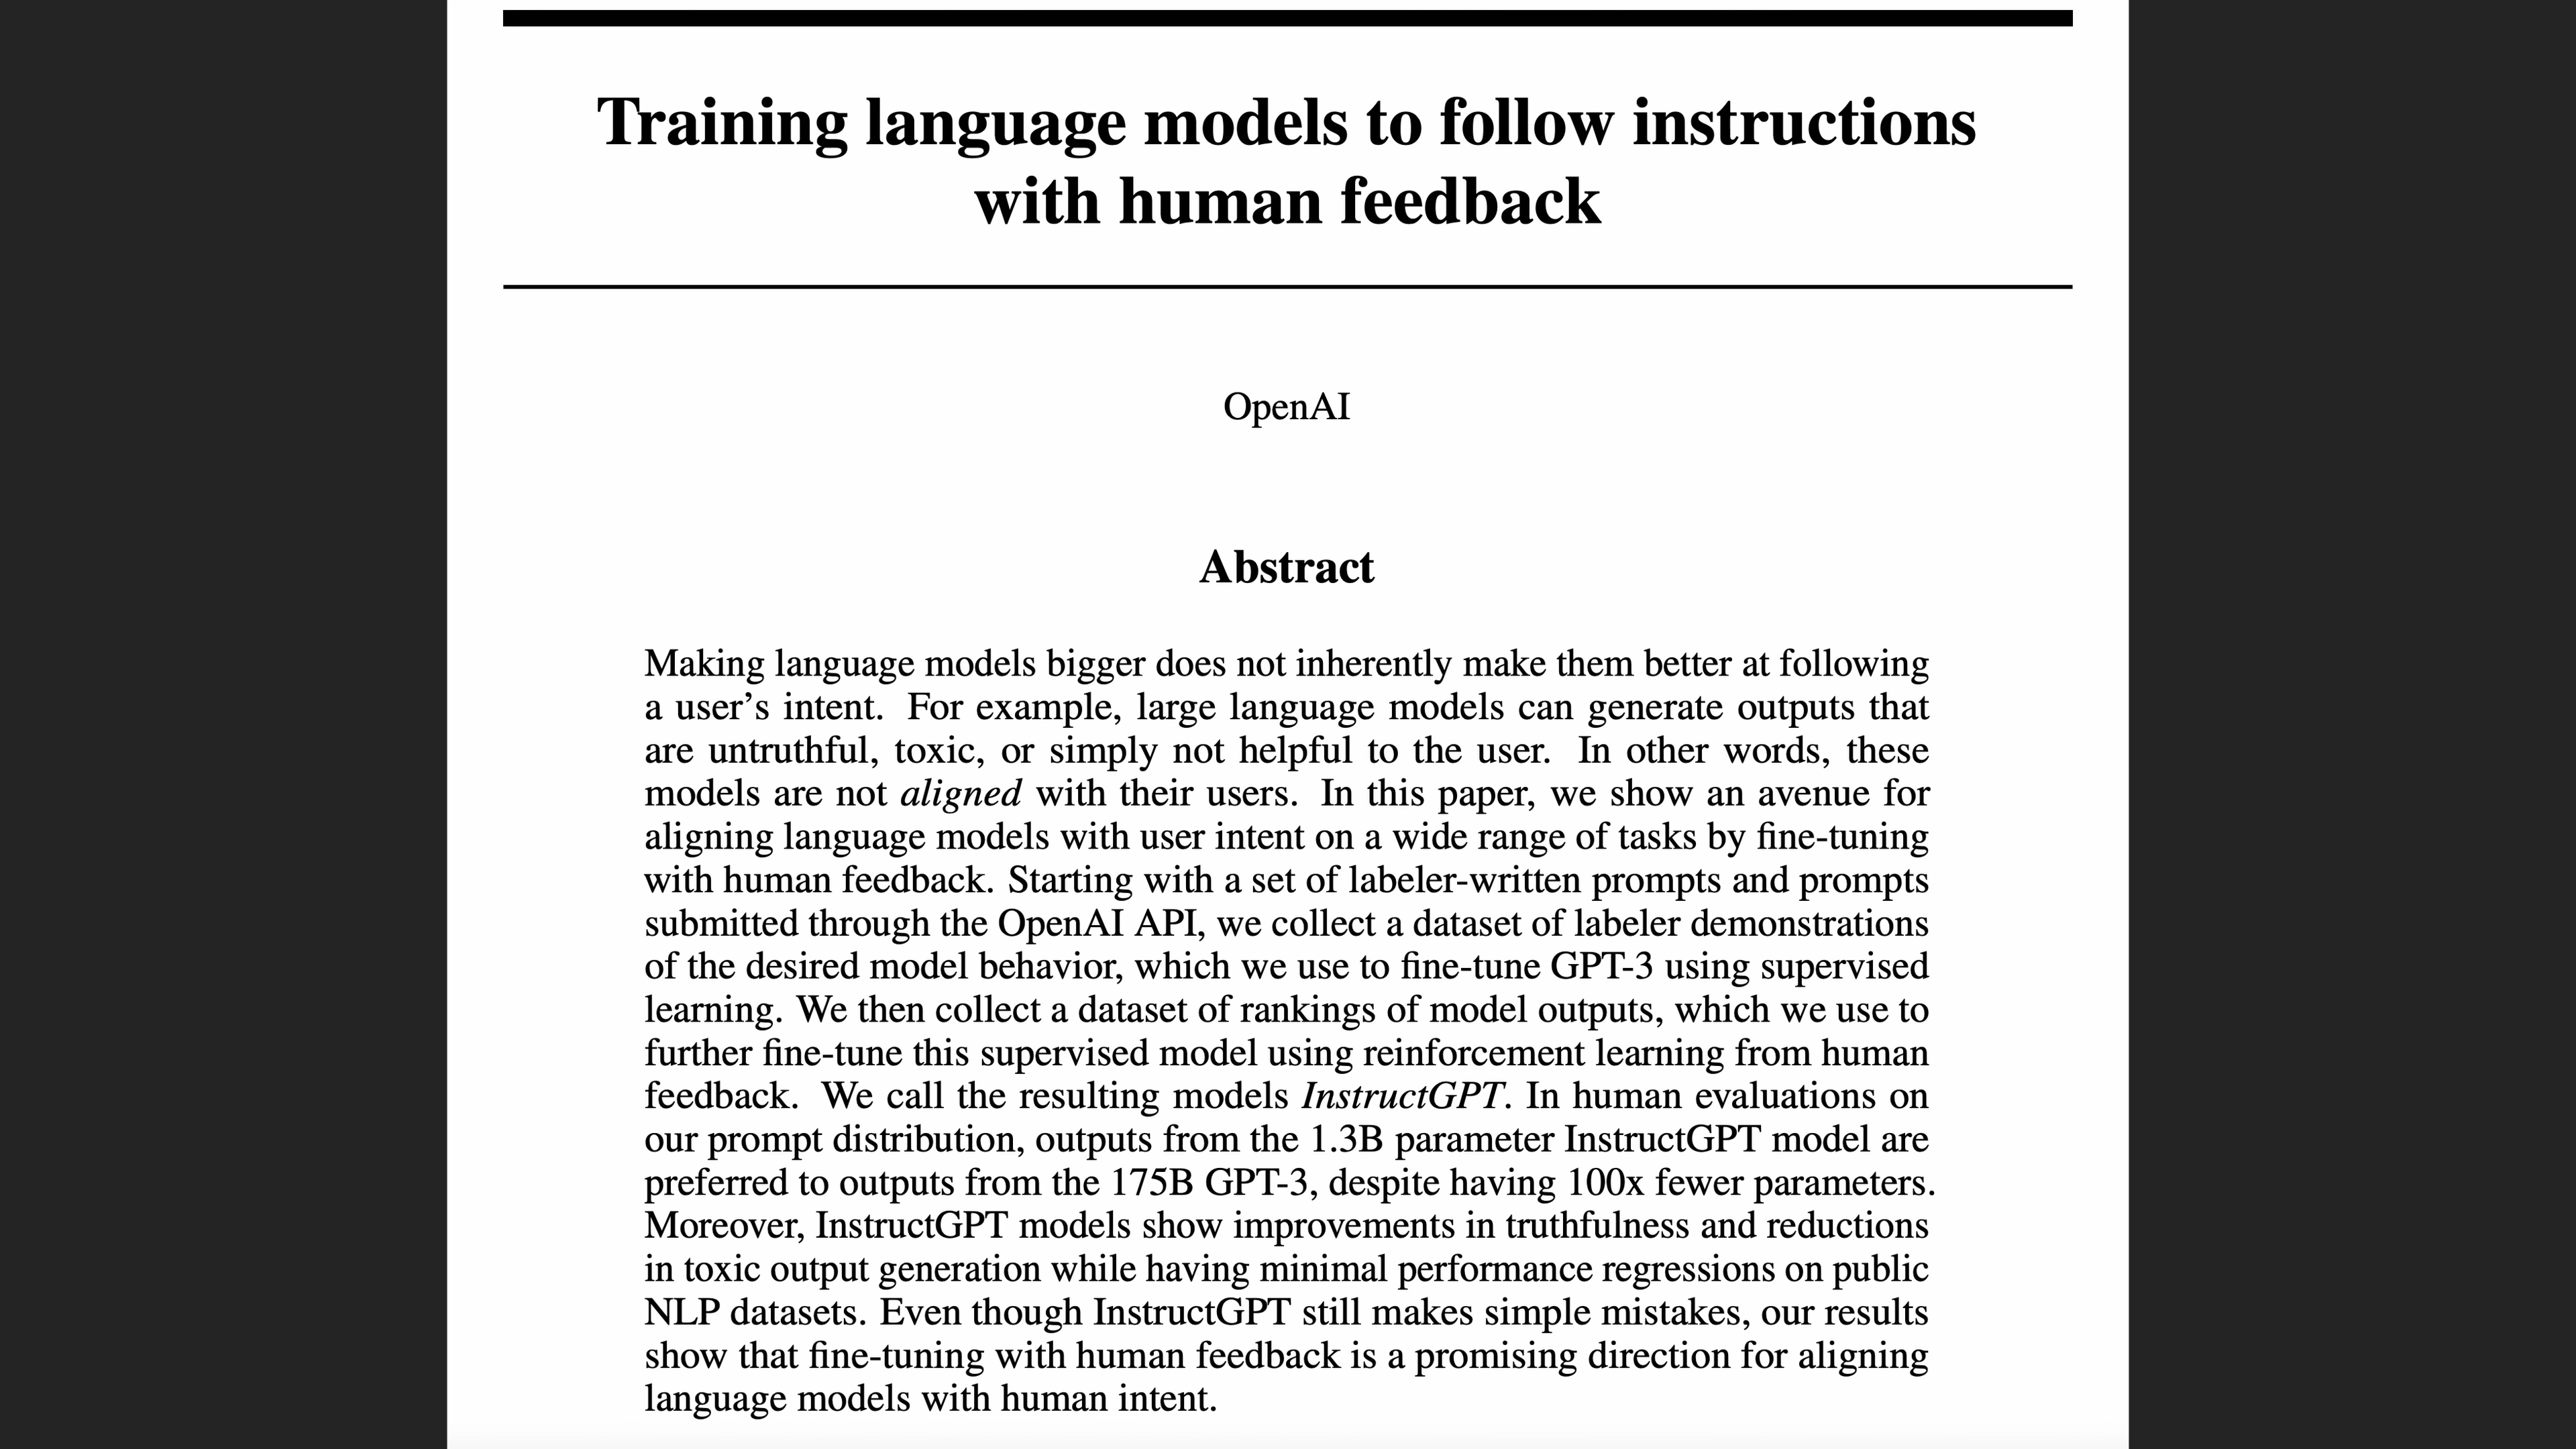 Training language models to follow instructions
with human feedback
OpenAI
Abstract
Making language models bigger does not inherently make them better at following
a user’s intent. For example, large language models can generate outputs that
are untruthful, toxic, or simply not helpful to the user. In other words, these
models are not aligned with their users. In this paper, we show an avenue for
aligning language models with user intent on a wide range of tasks by fine-tuning
with human feedback. Starting with a set of labeler-written prompts and prompts
submitted through the OpenAI API, we collect a dataset of labeler demonstrations
of the desired model behavior, which we use to fine-tune GPT-3 using supervised
learning. We then collect a dataset of rankings of model outputs, which we use to
further fine-tune this supervised model using reinforcement learning from human
feedback. We call the resulting models InstructGPT. In human evaluations on
our prompt distribution, outputs from the 1.3B parameter InstructGPT model are
preferred to outputs from the 175B GPT-3, despite having 100x fewer parameters.
Moreover, InstructGPT models show improvements in truthfulness and reductions
in toxic output generation while having minimal performance regressions on public
NLP datasets. Even though InstructGPT still makes simple mistakes, our results
show that fine-tuning with human feedback is a promising direction for aligning
language models with human intent.